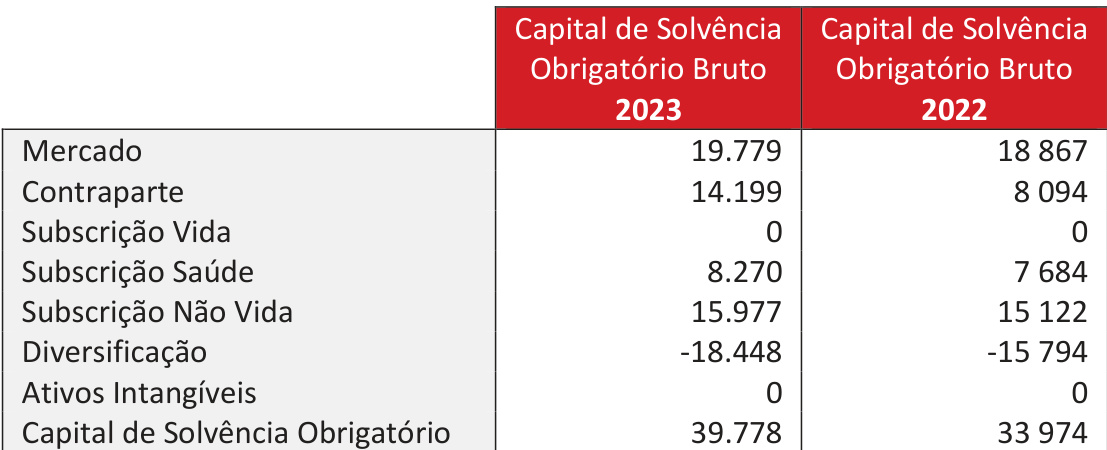 Capital de Solvência Obrigatório Bruto 2023
Capital de Solvência Obrigatório Bruto 2022
Mercado 19.779 18 867
Contraparte 14.199 8 094
Subscrição Vida 0 0
Subscrição Saúde 8.270 7 684
Subscrição Não Vida 15.977 15 122
Diversificação -18.448 -15 794
Ativos Intangíveis 0 0
Capital de Solvência Obrigatório 39.778 33 974